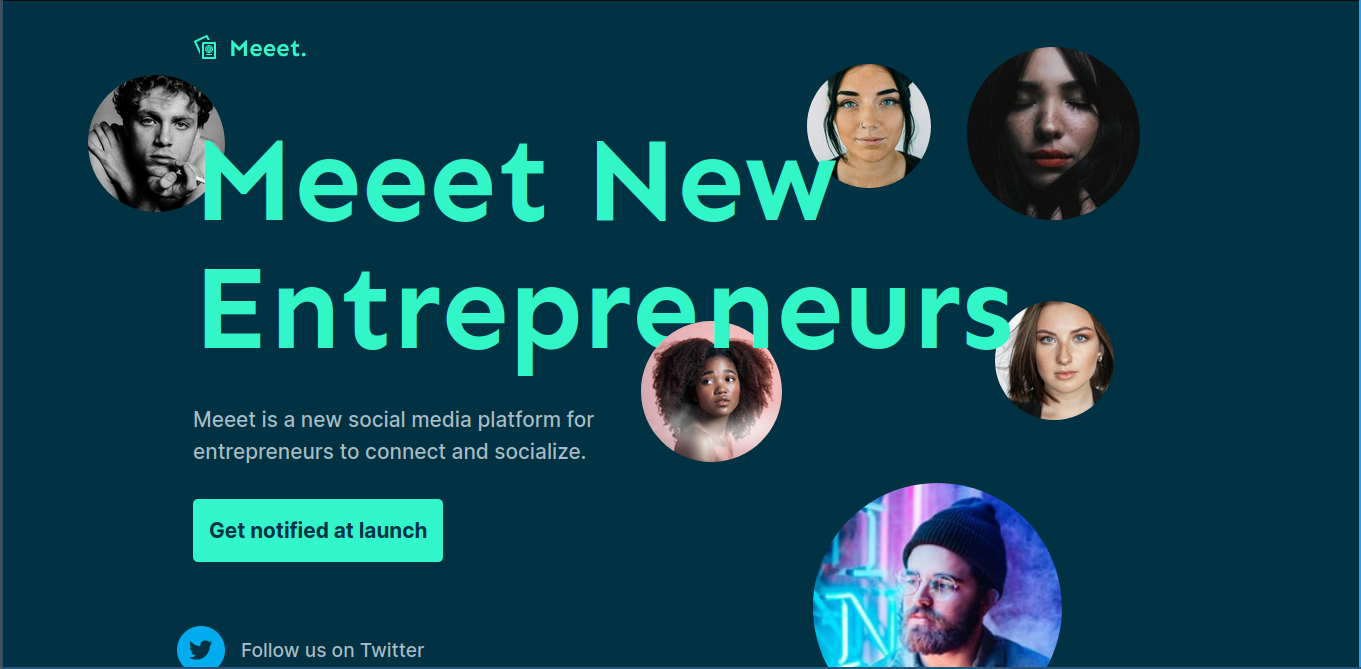 Meeet.
Meeet New
Entrepreneurs
Meeet is a new social media platform for
entrepreneurs to connect and socialize.
Get notified at launch
Follow us on Twitter